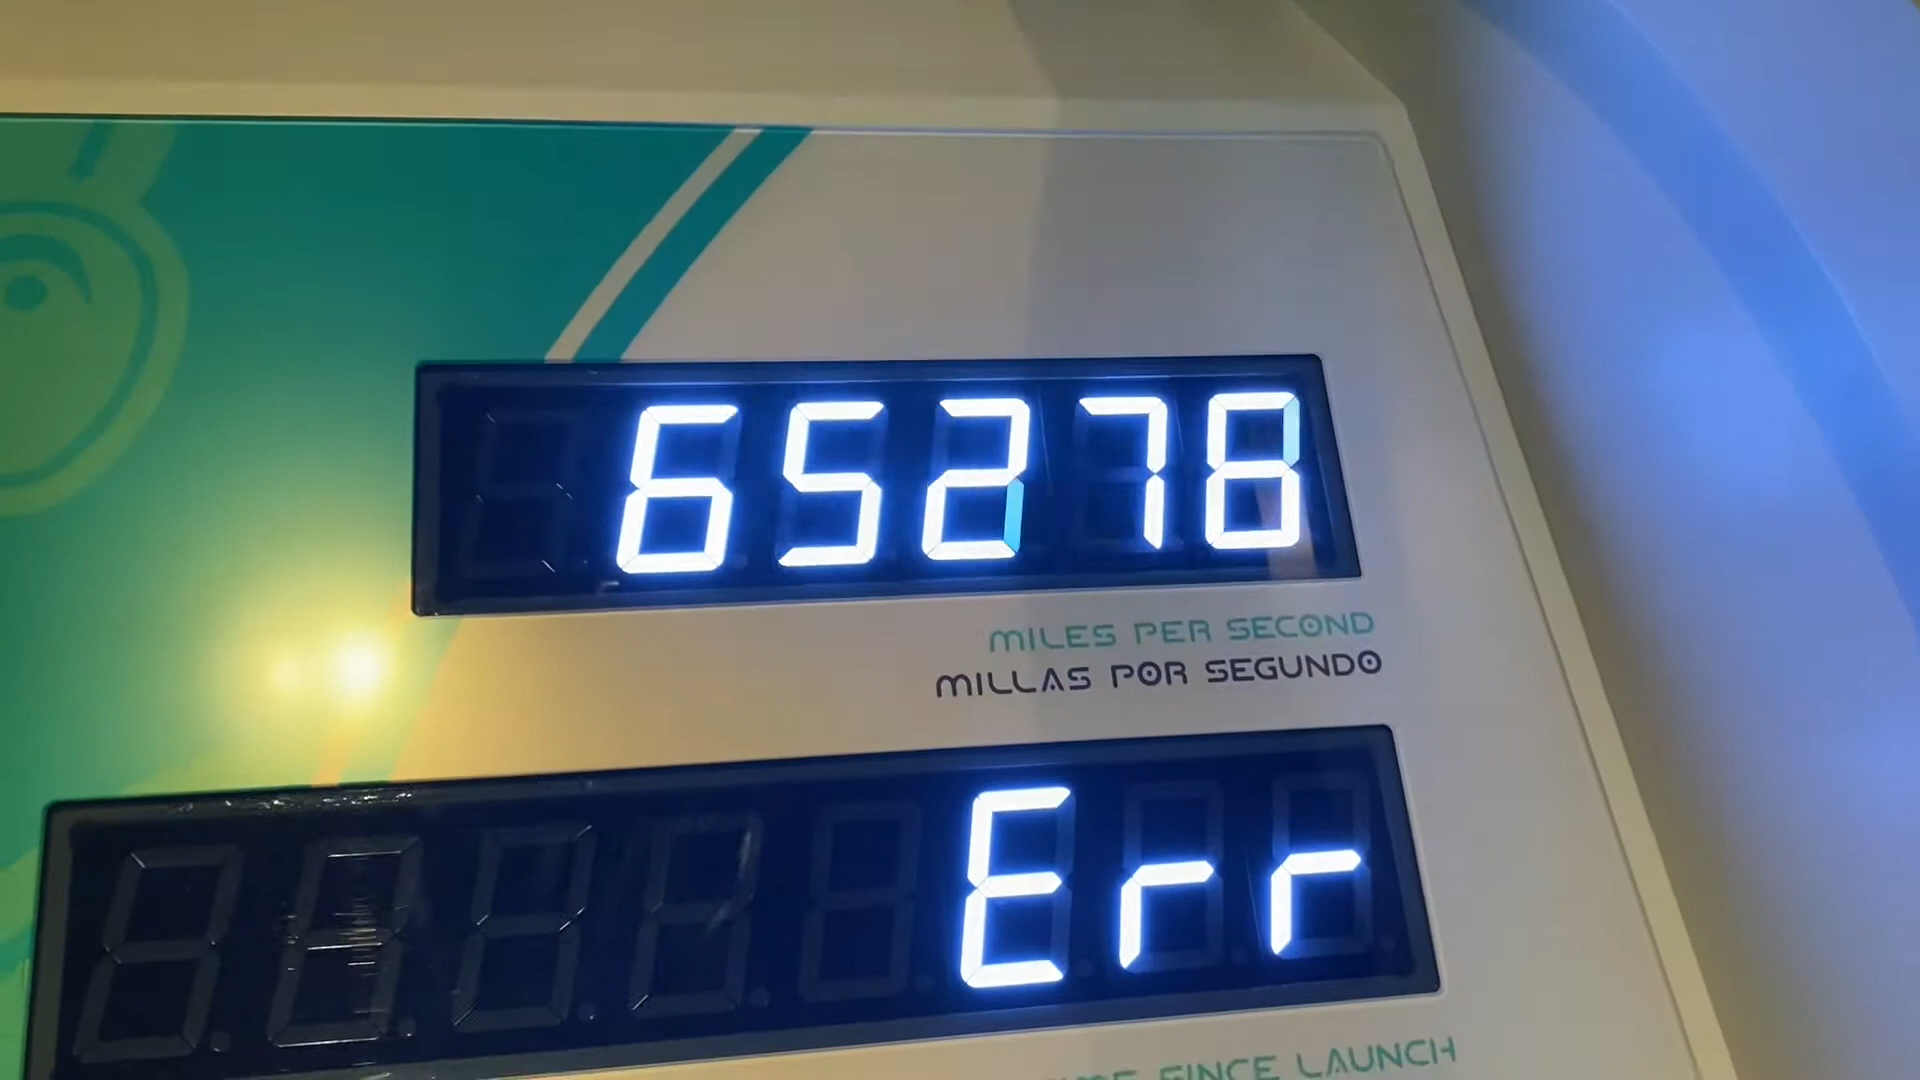 65278
MILES PER SECOND
MILLAS POR SEGUNDO
Err
SINCE LAUNCH